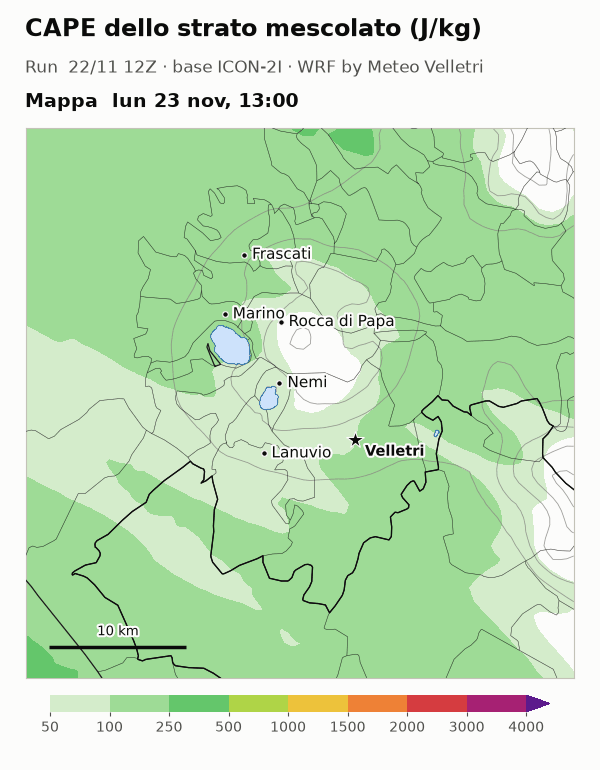 CAPE dello strato mescolato (J/kg)
Run  22/11 12Z · base ICON-2I · WRF by Meteo Velletri
Mappa  lun 23 nov, 13:00
Frascati
Marino
Rocca di Papa
Nemi
Velletri
Lanuvio
10 km
50 100 250 500 1000 1500 2000 3000 4000